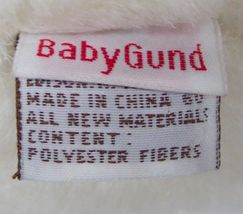 BabyGund
MADE IN CHINA
ALL NEW MATERIALS
CONTENT :
POLYESTER FIBERS